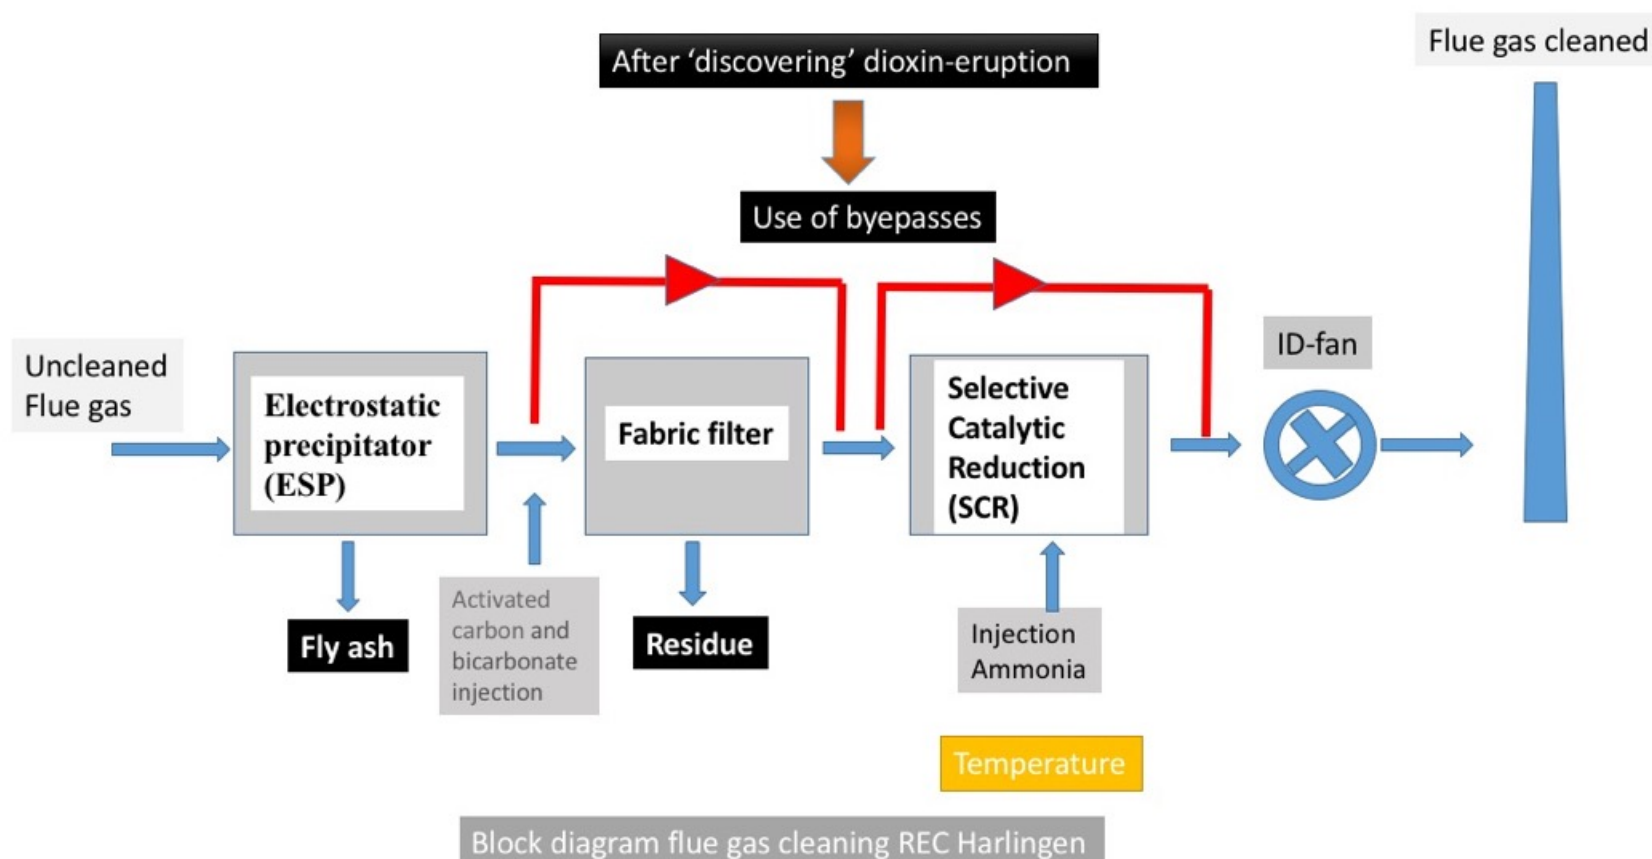 After ‘discovering’ dioxin-eruption
Flue gas cleaned
Use of byepasses
Uncleaned
Flue gas
Electrostatic
precipitator
(ESP)
Fabric filter
Selective
Catalytic
Reduction
(SCR)
ID-fan
Fly ash
Activated
carbon and
bicarbonate
injection
Residue
Injection
Ammonia
Temperature
Block diagram flue gas cleaning REC Harlingen